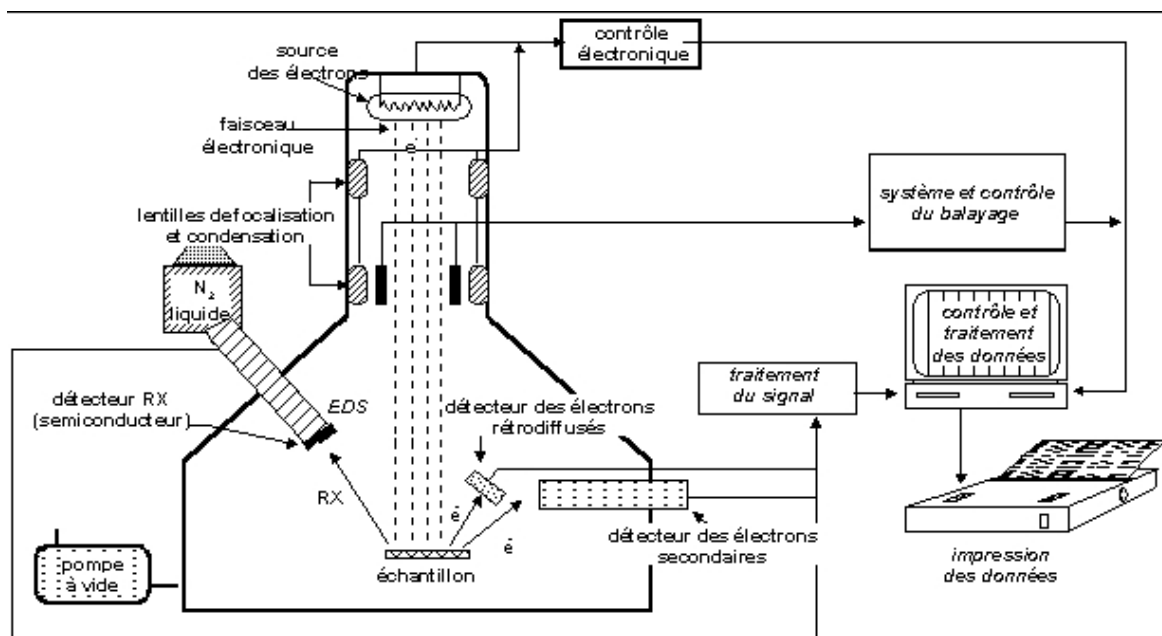 contrôle
électronique
source
des électrons
faisceau
électronique
e⁻
système et contrôle
du balayage
lentilles de focalisation
et condensation
N₂
liquide
contrôle et
traitement
des données
traitement
du signal
détecteur RX
(semiconducteur)
EDS
détecteur des électrons
rétrodiffusés
RX
é
é
détecteur des électrons
secondaires
échantillon
pompe
à vide
impression
des données